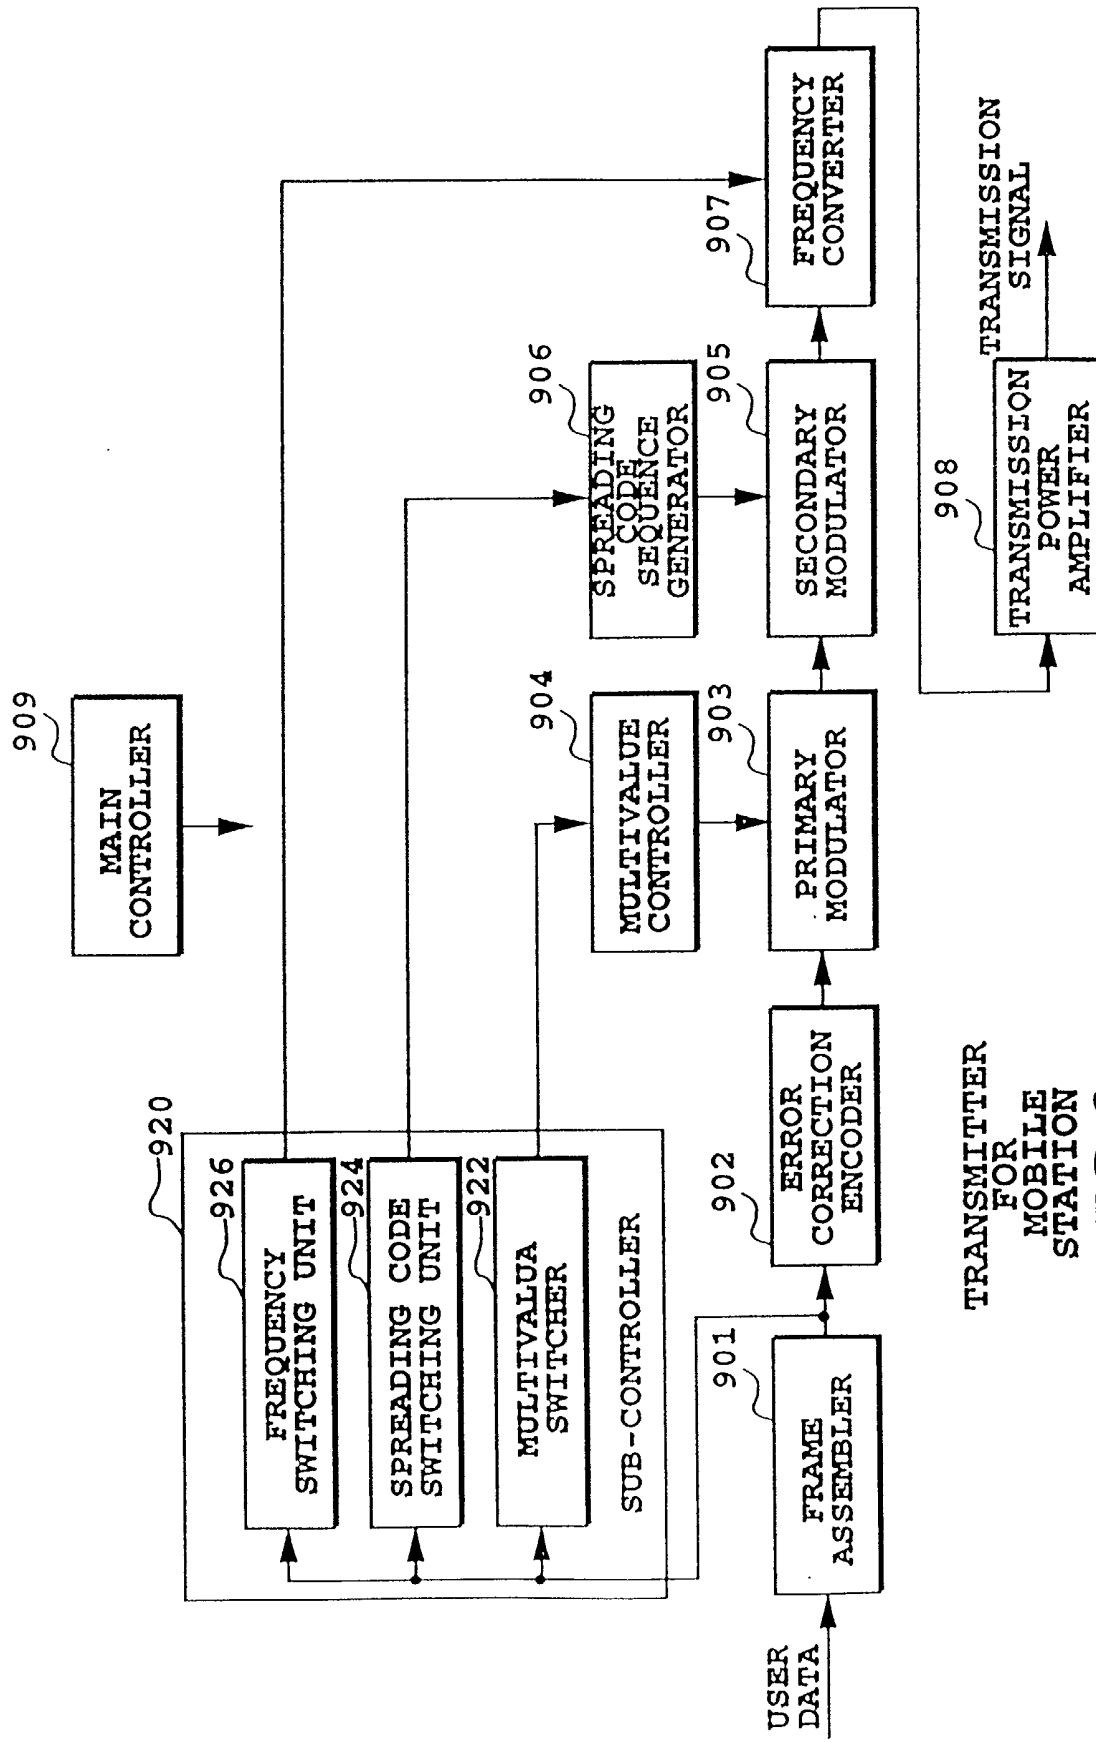 909
MAIN
CONTROLLER
920
926
FREQUENCY
SWITCHING UNIT
924
SPREADING CODE
SWITCHING UNIT
922
MULTIVALUA
SWITCHER
SUB-CONTROLLER
904
MULTIVALUE
CONTROLLER
906
SPREADING
CODE
SEQUENCE
GENERATOR
USER
DATA
901
FRAME
ASSEMBLER
902
ERROR
CORRECTION
ENCODER
903
PRIMARY
MODULATOR
905
SECONDARY
MODULATOR
907
FREQUENCY
CONVERTER
908
TRANSMISSION
POWER
AMPLIFIER
TRANSMISSION
SIGNAL
TRANSMITTER
FOR
MOBILE
STATION